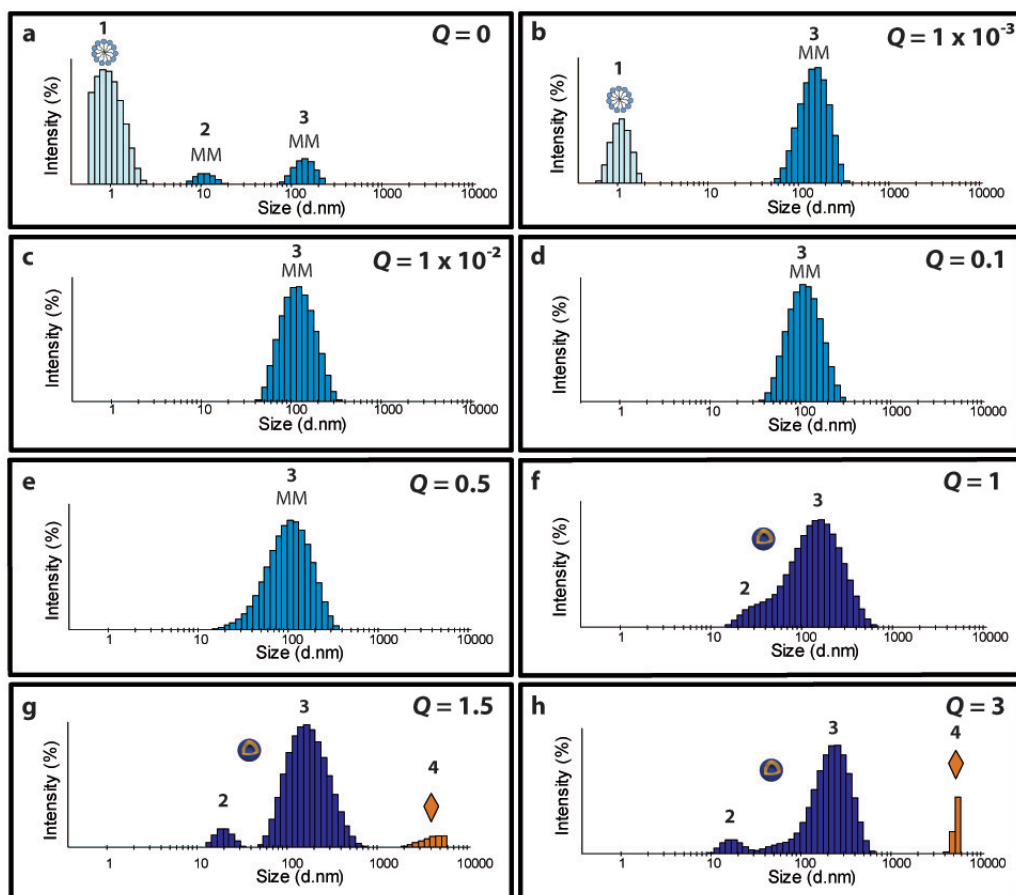 a
1
Q = 0
2
MM
3
MM
Intensity (%)
1 10 100 1000 10000
Size (d.nm)
b
3
MM
Q = 1 x 10⁻³
1
Intensity (%)
1 10 100 1000 10000
Size (d.nm)
c
3
MM
Q = 1 x 10⁻²
Intensity (%)
1 10 100 1000 10000
Size (d.nm)
d
3
MM
Q = 0.1
Intensity (%)
1 10 100 1000 10000
Size (d.nm)
e
3
MM
Q = 0.5
Intensity (%)
1 10 100 1000 10000
Size (d.nm)
f
3
Q = 1
2
Intensity (%)
1 10 100 1000 10000
Size (d.nm)
g
3
Q = 1.5
2
4
Intensity (%)
1 10 100 1000 10000
Size (d.nm)
h
3
Q = 3
4
2
Intensity (%)
1 10 100 1000 10000
Size (d.nm)